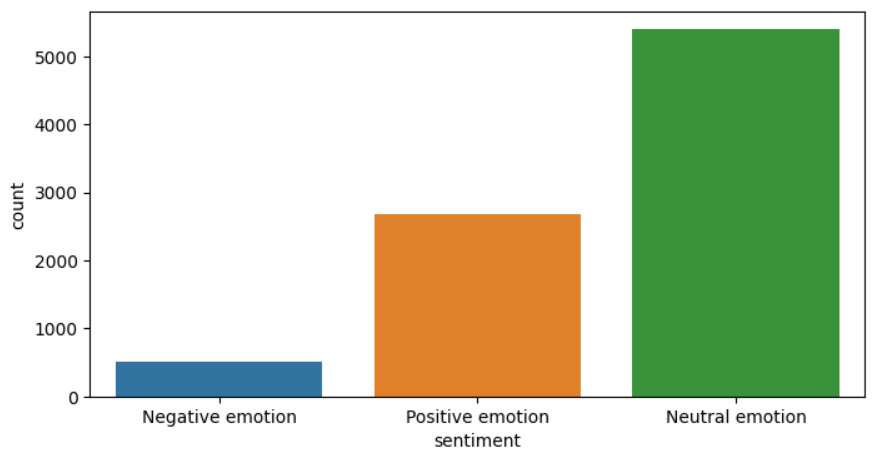 5000
4000
3000
2000
1000
0
count
Negative emotion Positive emotion Neutral emotion
sentiment